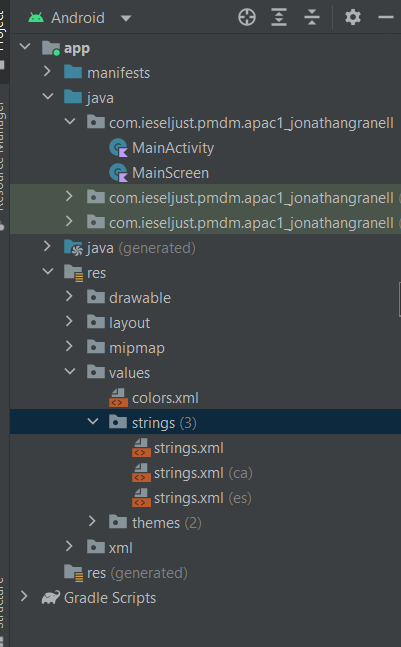 Android
Project
app
manifests
java
com.ieseljust.pmdm.apac1_jonathangranell
MainActivity
MainScreen
com.ieseljust.pmdm.apac1_jonathangranell
com.ieseljust.pmdm.apac1_jonathangranell
java (generated)
res
drawable
layout
mipmap
values
colors.xml
strings (3)
strings.xml
strings.xml (ca)
strings.xml (es)
themes (2)
xml
res (generated)
Gradle Scripts
Resource Manager
Structure